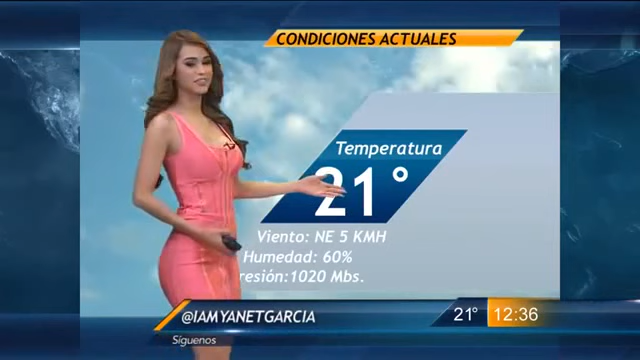 CONDICIONES ACTUALES
Temperatura
21°
Viento: NE 5 KMH
Humedad: 60%
resión:1020 Mbs.
@IAMYANETGARCIA
21° 12:36
Síguenos